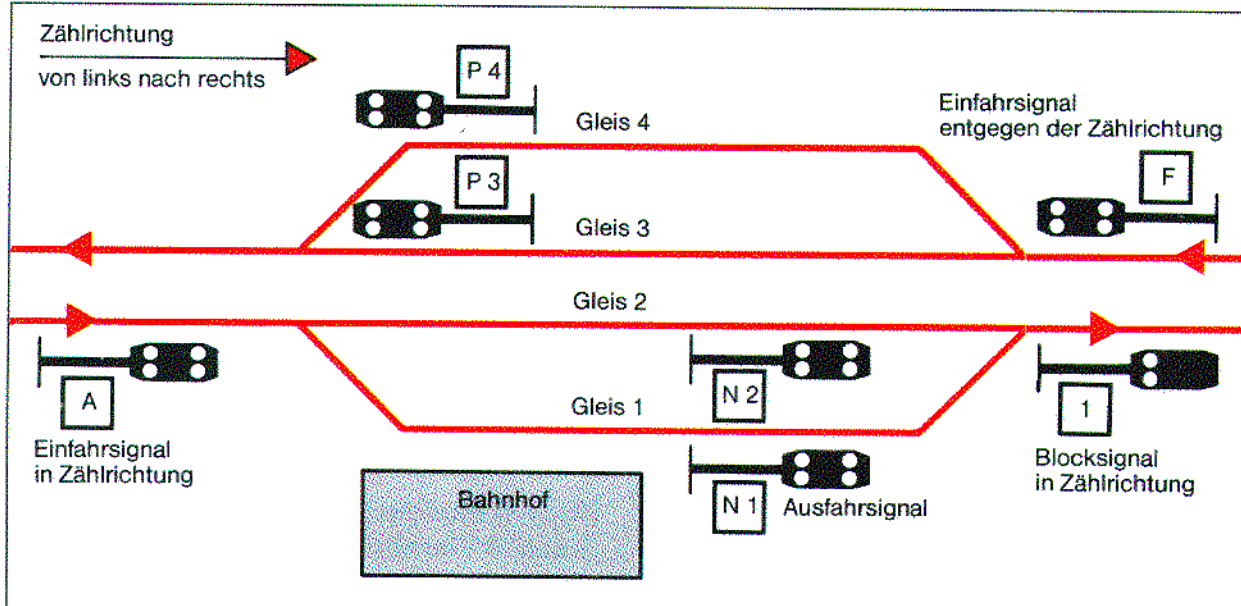 Zählrichtung
von links nach rechts
P 4
Gleis 4
Einfahrsignal
entgegen der Zählrichtung
P 3
F
Gleis 3
Gleis 2
A
N 2
1
Gleis 1
Einfahrsignal
in Zählrichtung
Blocksignal
in Zählrichtung
Bahnhof
N 1
Ausfahrsignal